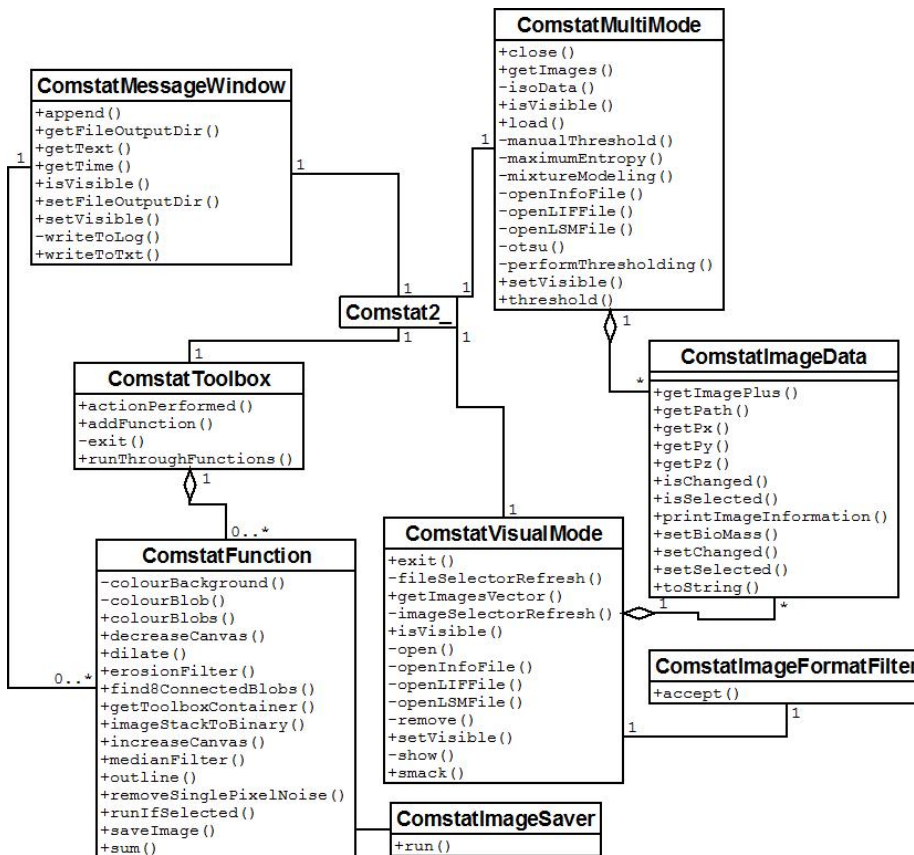 ComstatMultiMode
+close()
+getImages()
-isoData()
+isVisible()
+load()
-manualThreshold()
-maximumEntropy()
-mixtureModeling()
-openInfoFile()
-openLIFFile()
-openLSMFile()
-otsu()
-performThresholding()
+setVisible()
+threshold()
ComstatMessageWindow
+append()
+getFileOutputDir()
+getText()
+getTime()
+isVisible()
+setFileOutputDir()
+setVisible()
-writeToLog()
+writeToTxt()
1
1
1
1
1
Comstat2_
1
1
1
1
*
ComstatToolbox
+actionPerformed()
+addFunction()
-exit()
+runThroughFunctions()
1
0..*
ComstatImageData
+getImagePlus()
+getPath()
+getPx()
+getPy()
+getPz()
+isChanged()
+isSelected()
+printImageInformation()
+setBioMass()
+setChanged()
+setSelected()
+toString()
1
*
ComstatFunction
-colourBackground()
-colourBlob()
+colourBlobs()
+decreaseCanvas()
+dilate()
+erosionFilter()
+find8ConnectedBlobs()
+getToolboxContainer()
+imageStackToBinary()
+increaseCanvas()
+medianFilter()
+outline()
+removeSinglePixelNoise()
+runIfSelected()
+saveImage()
+sum()
0..*
1
ComstatVisualMode
+exit()
-fileSelectorRefresh()
+getImagesVector()
-imageSelectorRefresh()
+isVisible()
-open()
-openInfoFile()
-openLIFFile()
-openLSMFile()
-remove()
+setVisible()
-show()
+smack()
ComstatImageFormatFilter
+accept()
1
1
ComstatImageSaver
+run()